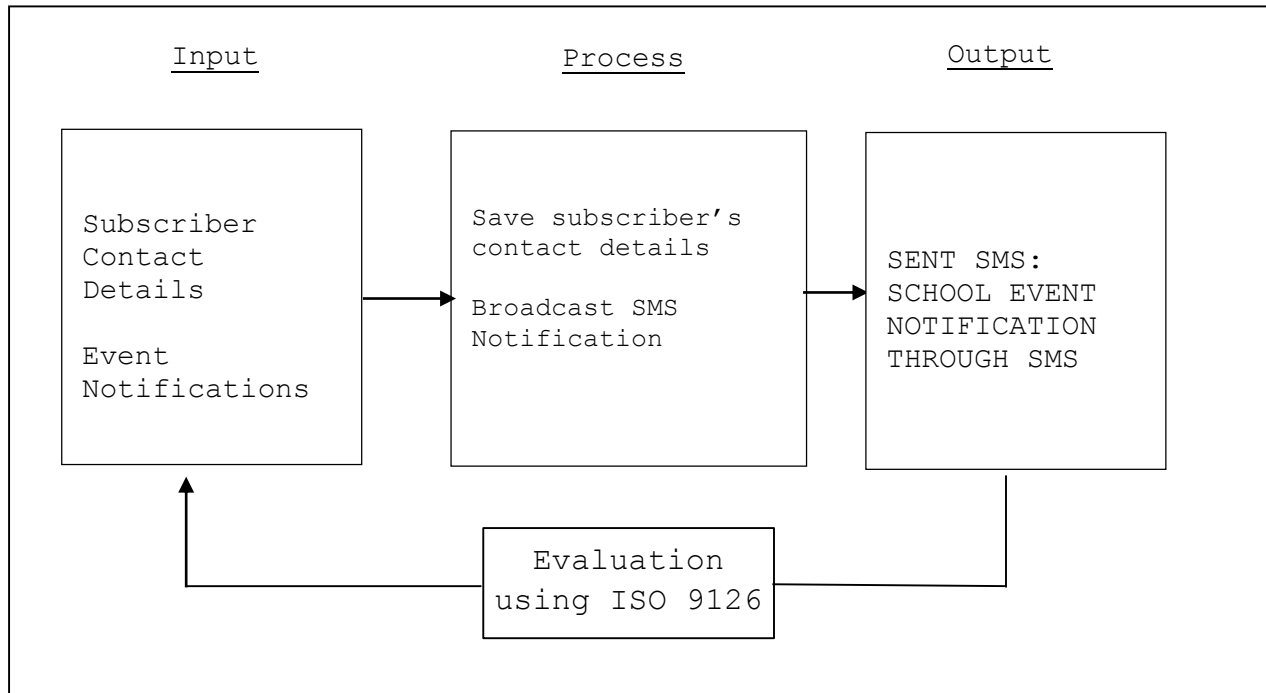 Input
Process
Output
Subscriber
Contact
Details
Event
Notifications
Save subscriber’s
contact details
Broadcast SMS
Notification
SENT SMS:
SCHOOL EVENT
NOTIFICATION
THROUGH SMS
Evaluation
using ISO 9126